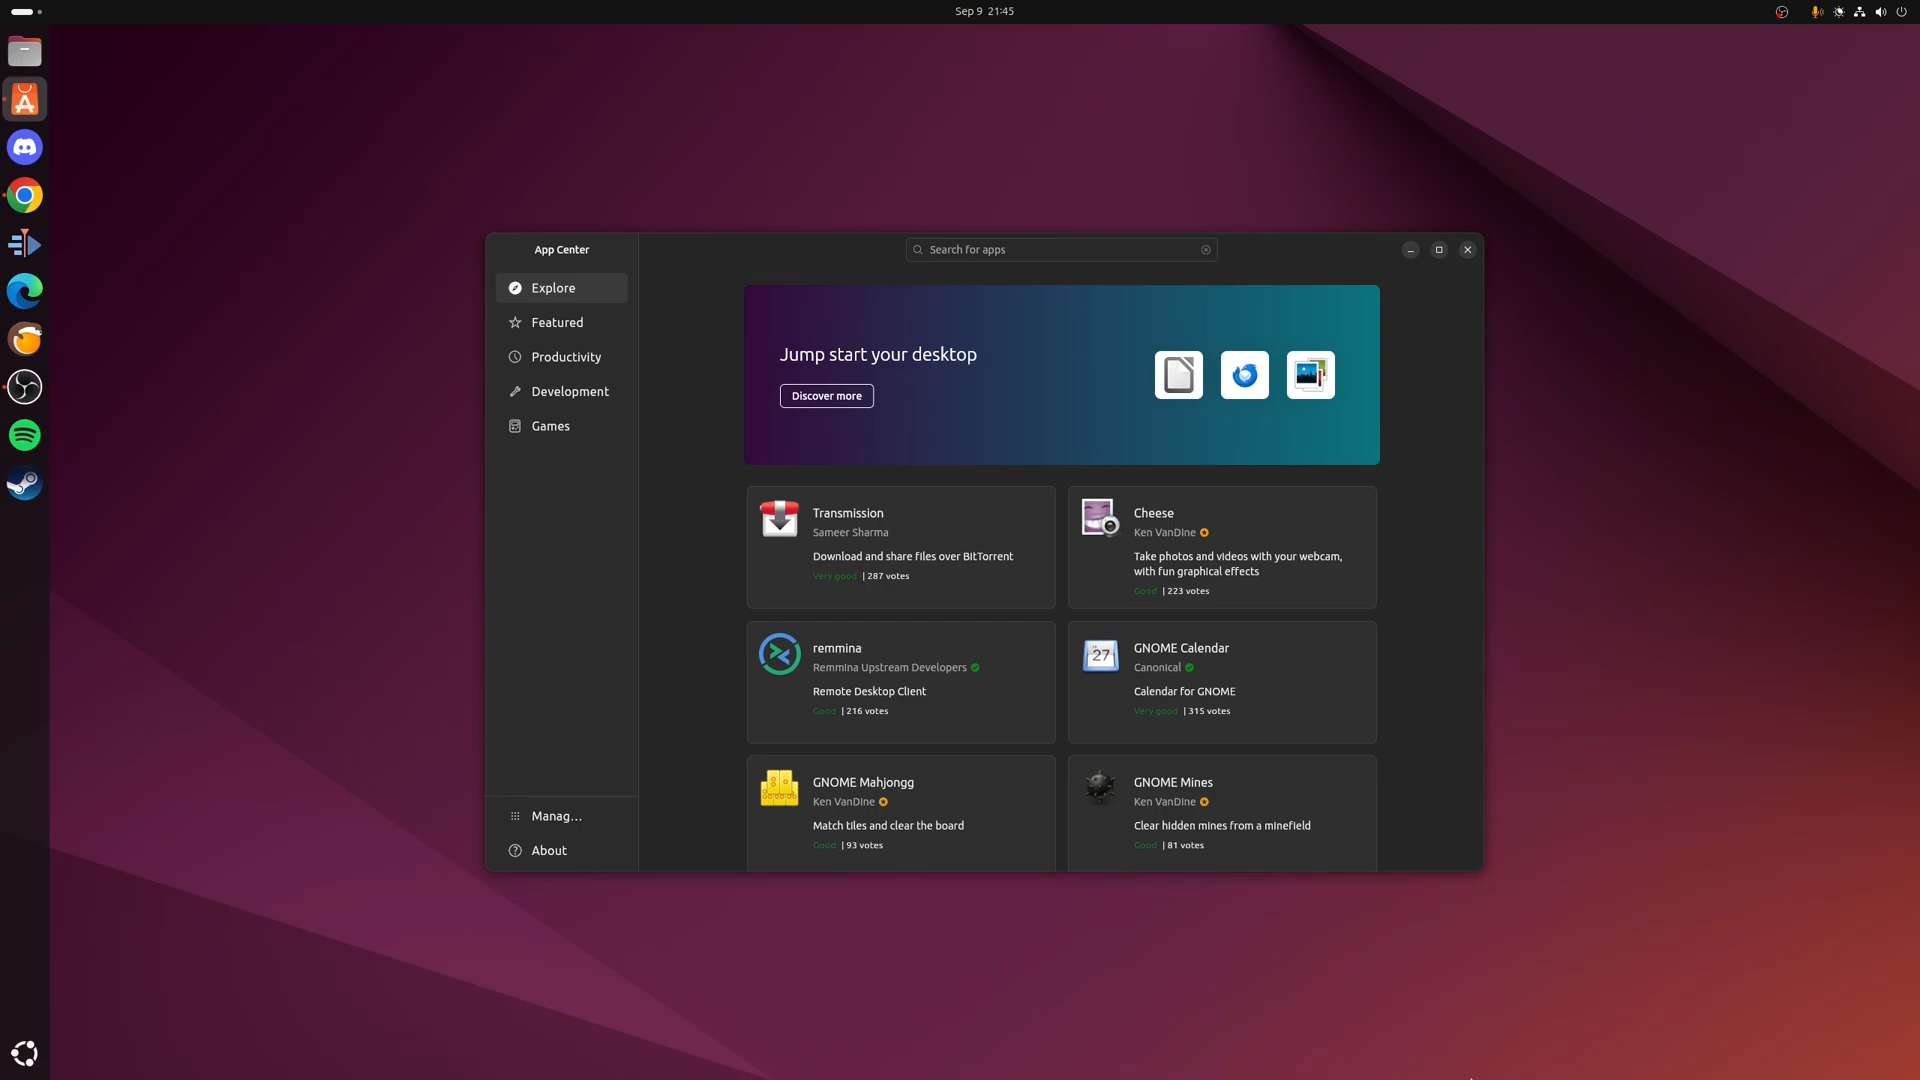 Sep 9 21:45
App Center
Search for apps
Explore
Featured
Productivity
Development
Games
Manag...
About
Jump start your desktop
Discover more
Transmission
Sameer Sharma
Download and share files over BitTorrent
Very good | 287 votes
Cheese
Ken VanDine
Take photos and videos with your webcam,
with fun graphical effects
Good | 223 votes
remmina
Remmina Upstream Developers
Remote Desktop Client
Good | 216 votes
GNOME Calendar
Canonical
27
Calendar for GNOME
Very good | 315 votes
GNOME Mahjongg
Ken VanDine
Match tiles and clear the board
Good | 93 votes
GNOME Mines
Ken VanDine
Clear hidden mines from a minefield
Good | 81 votes